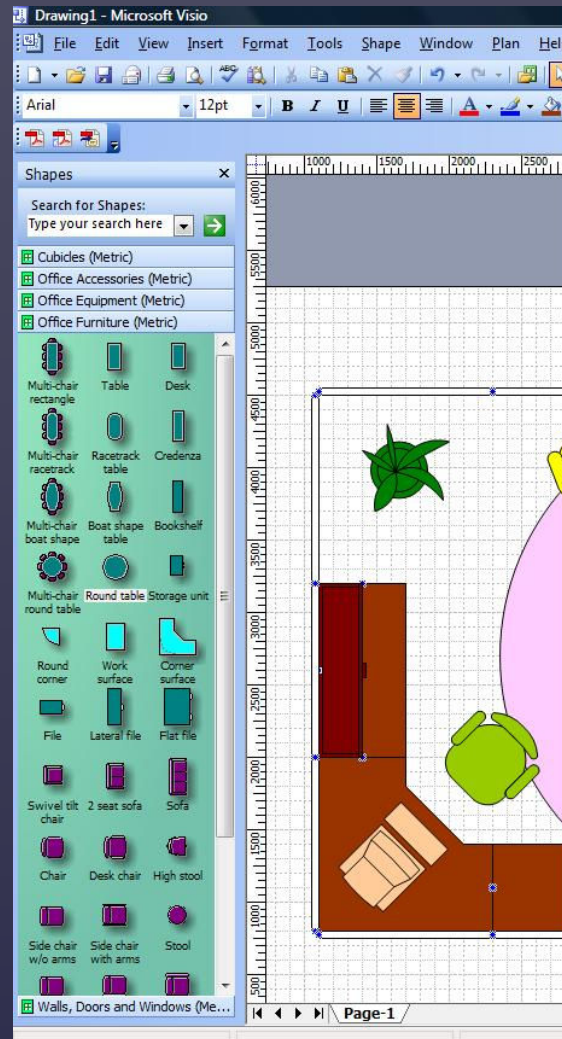 Drawing1 - Microsoft Visio
File Edit View Insert Format Tools Shape Window Plan Hel
ABC
Arial 12pt B I U A
Shapes ×
Search for Shapes:
Type your search here
Cubicles (Metric)
Office Accessories (Metric)
Office Equipment (Metric)
Office Furniture (Metric)
Multi-chair rectangle
Table
Desk
Multi-chair racetrack
Racetrack table
Credenza
Multi-chair boat shape
Boat shape table
Bookshelf
Multi-chair round table
Round table
Storage unit
Round corner
Work surface
Corner surface
File
Lateral file
Flat file
Swivel tilt chair
2 seat sofa
Sofa
Chair
Desk chair
High stool
Side chair w/o arms
Side chair with arms
Stool
Walls, Doors and Windows (Me...
1000 1500 2000 2500
6000
5500
5000
4500
4000
3500
3000
2500
2000
1500
1000
500
Page-1